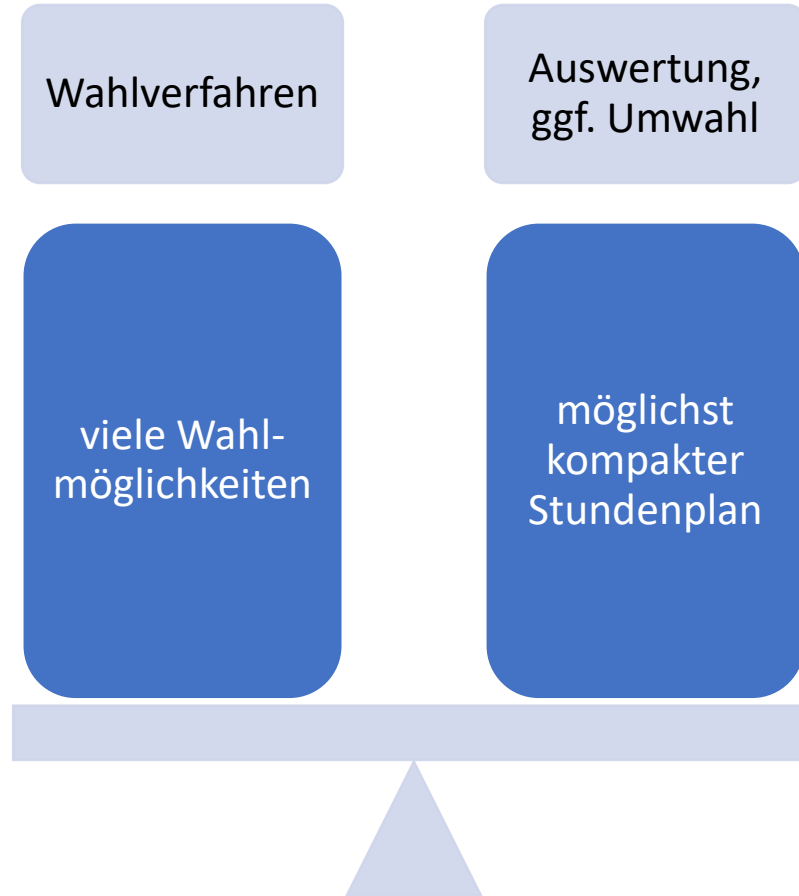 Wahlverfahren
Auswertung,
ggf. Umwahl
viele Wahl-
möglichkeiten
möglichst
kompakter
Stundenplan